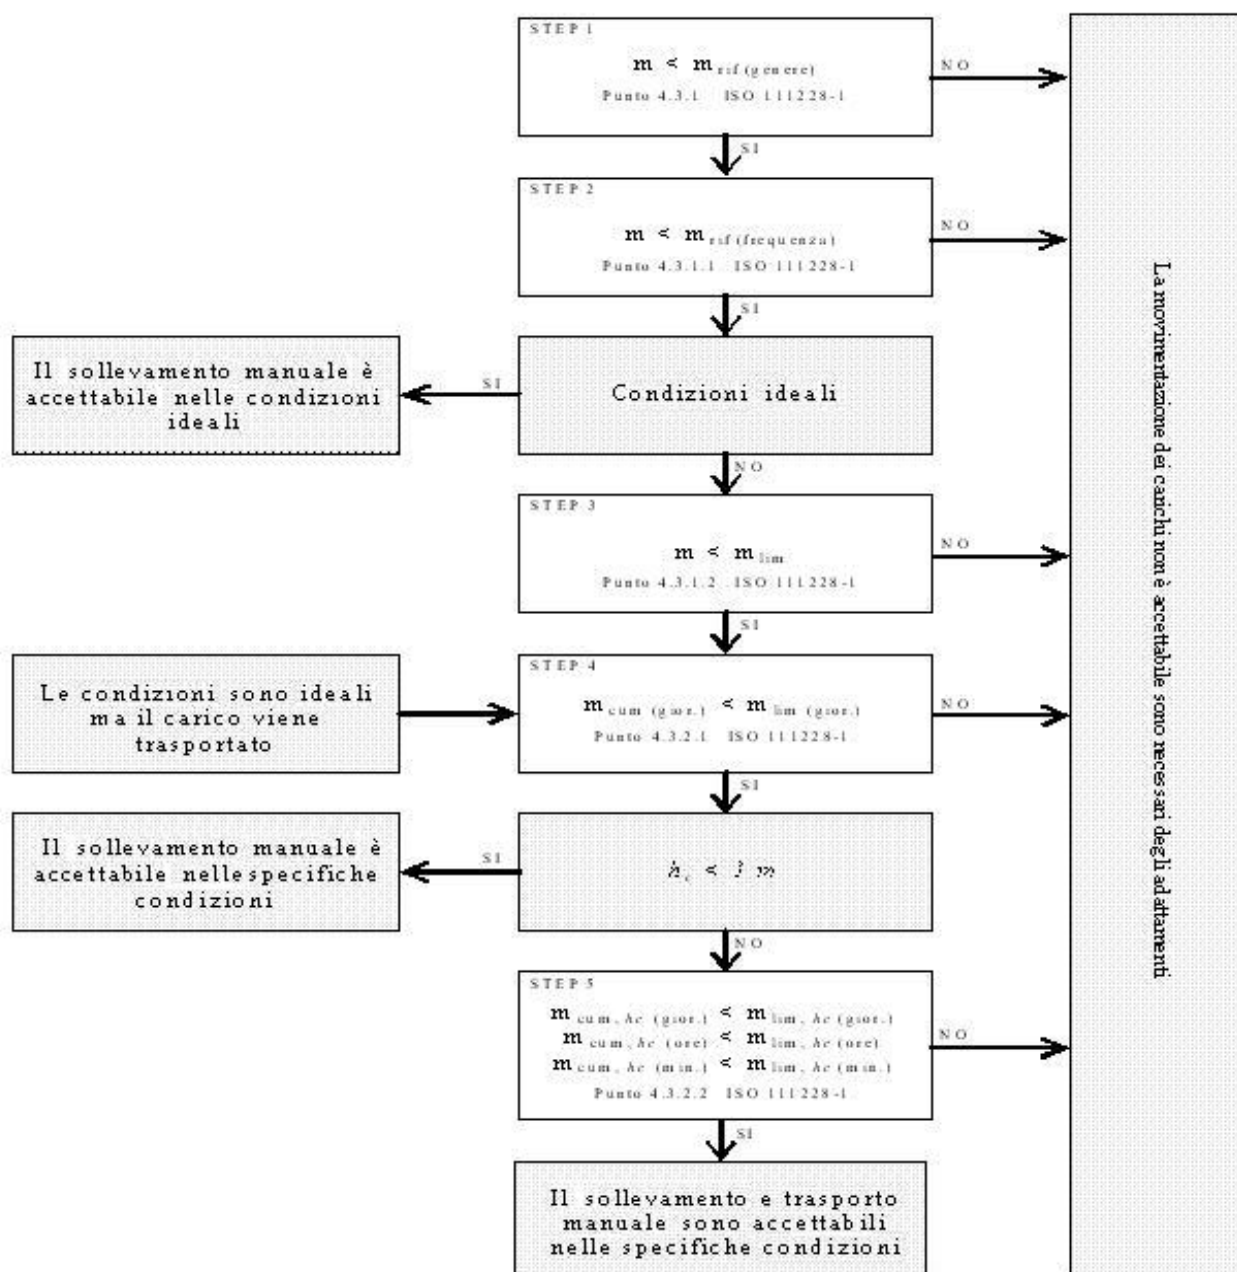 STEP 1
m < m rif (genere)
Punto 4.3.1 ISO 111228-1
NO
SI
STEP 2
m < m rif (frequenza)
Punto 4.3.1.1 ISO 111228-1
NO
SI
Il sollevamento manuale è
accettabile nelle condizioni
ideali
SI
Condizioni ideali
NO
STEP 3
m < m lim
Punto 4.3.1.2 ISO 111228-1
NO
SI
Le condizioni sono ideali
ma il carico viene
trasportato
STEP 4
m cum (gior.) < m lim (gior.)
Punto 4.3.2.1 ISO 111228-1.
NO
SI
Il sollevamento manuale è
accettabile nelle specifiche
condizioni
SI
h c < 3 m
NO
STEP 5
m cum, hc (gior.) < m lim, hc (gior.)
m cum, hc (ore) < m lim, hc (ore)
m cum, hc (min.) < m lim, hc (min.)
Punto 4.3.2.2 ISO 111228-1.
NO
SI
Il sollevamento e trasporto
manuale sono accettabili
nelle specifiche condizioni
La movimentazione dei carichi non è accettabile sono necessari degli adattamenti